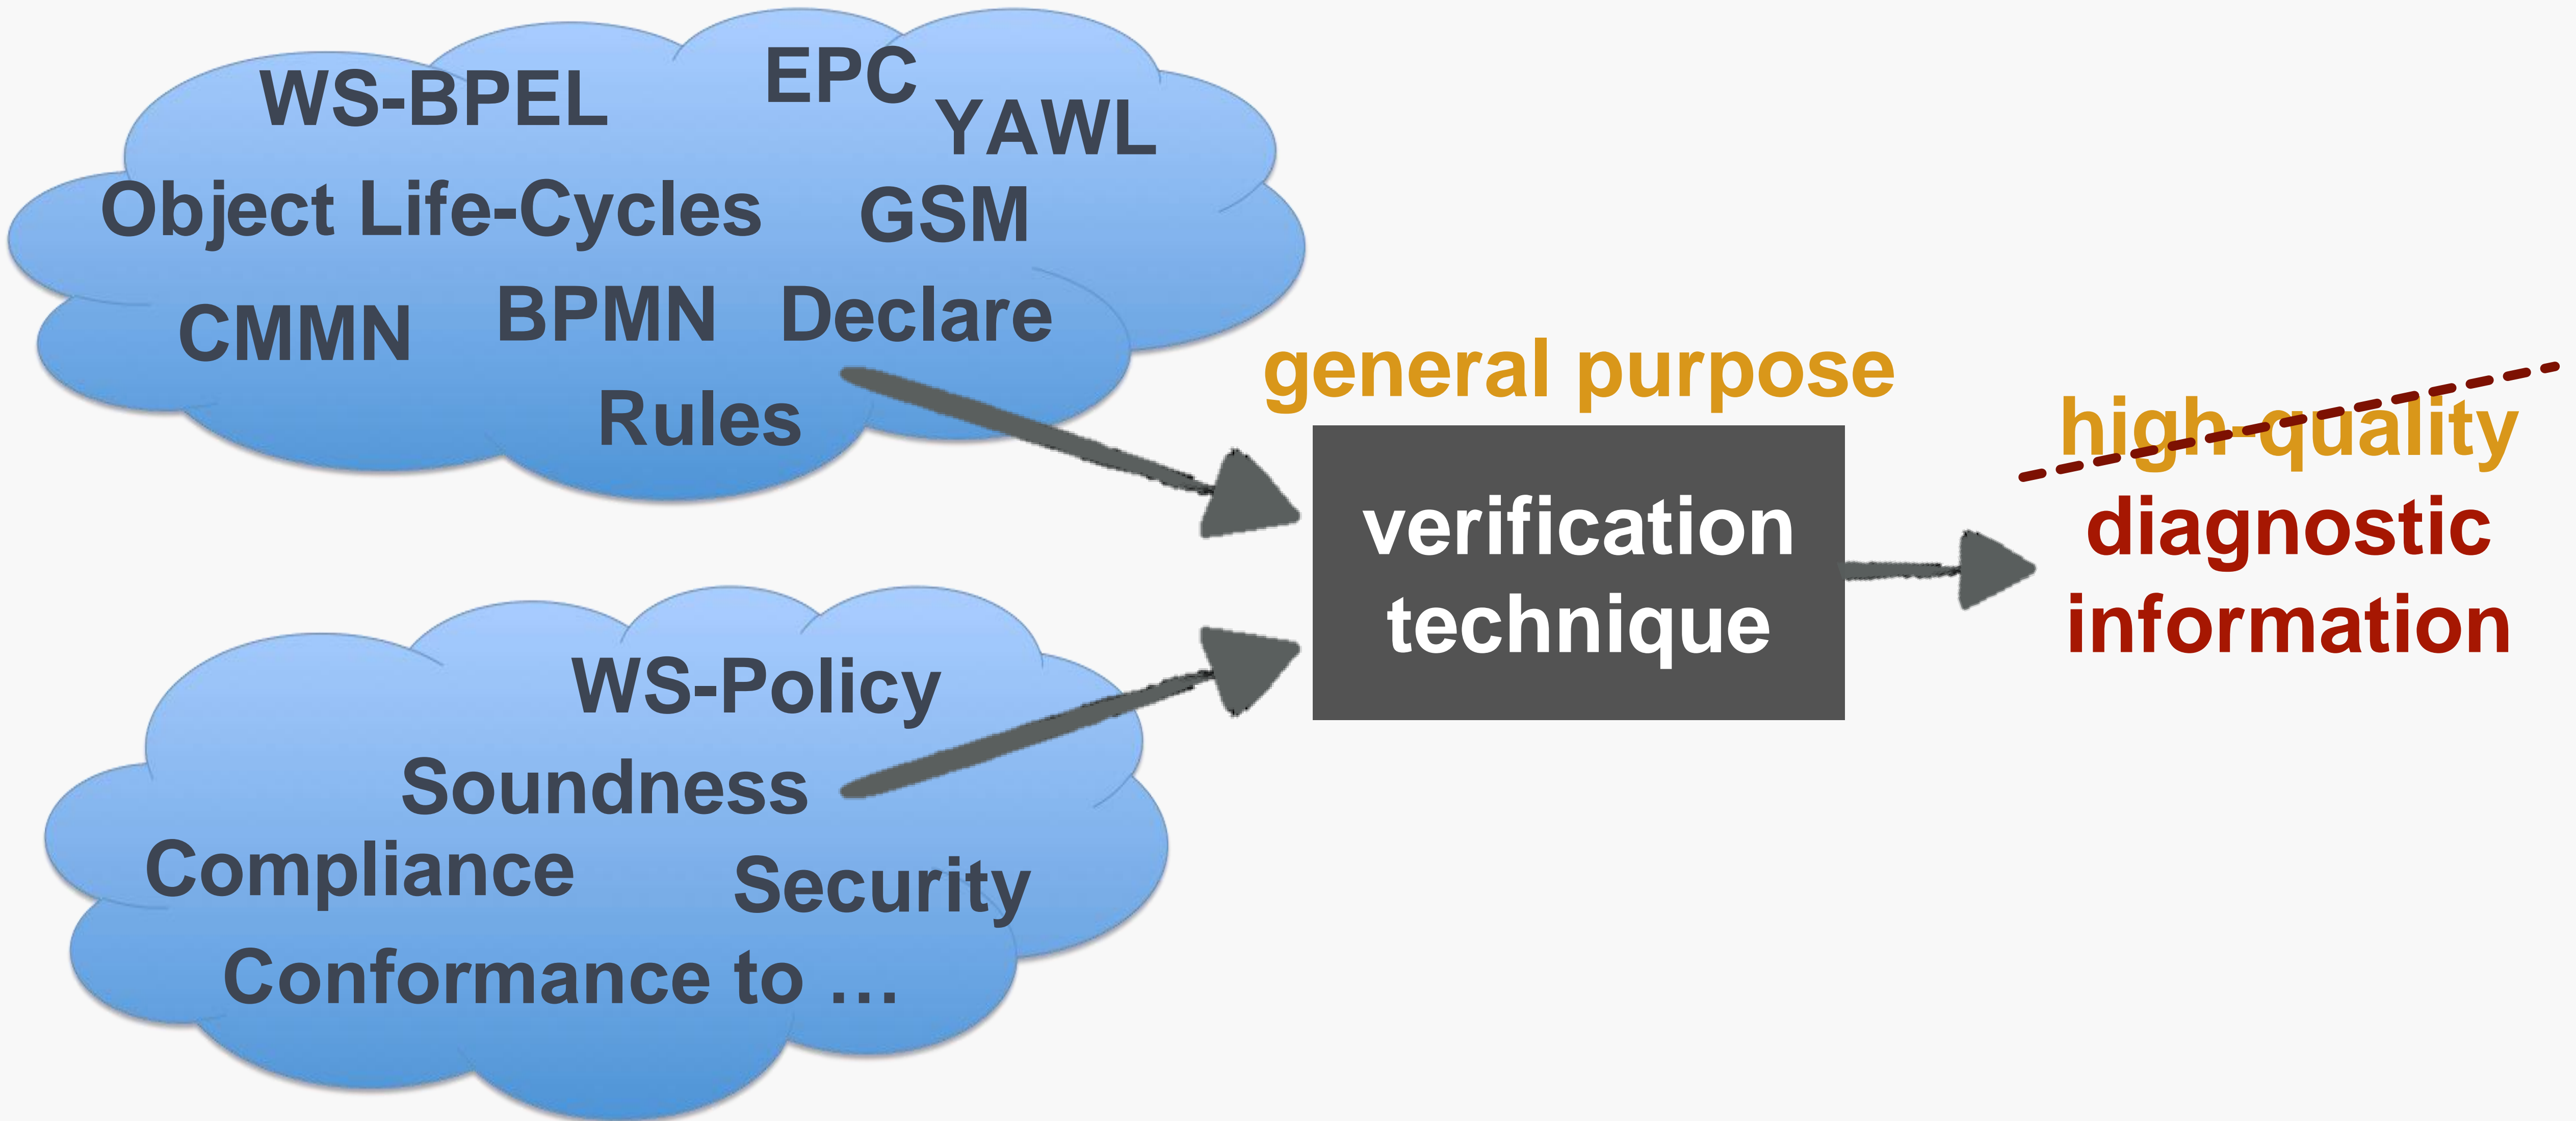 WS-BPEL
EPC
YAWL
Object Life-Cycles
GSM
CMMN
BPMN
Declare
Rules
WS-Policy
Soundness
Compliance
Security
Conformance to …
general purpose
verification
technique
high-quality
diagnostic
information